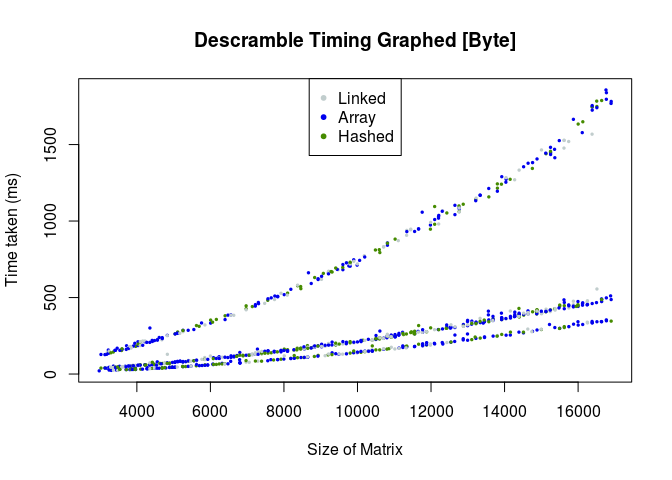 Descramble Timing Graphed [Byte]
Linked
Array
Hashed
Time taken (ms)
1500
1000
500
0
4000 6000 8000 10000 12000 14000 16000
Size of Matrix